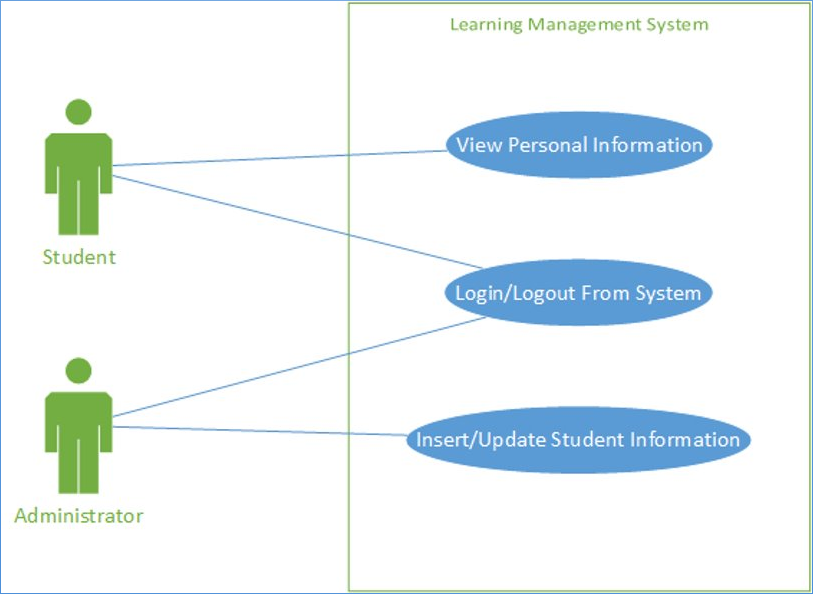 Learning Management System
View Personal Information
Student
Login/Logout From System
Insert/Update Student Information
Administrator